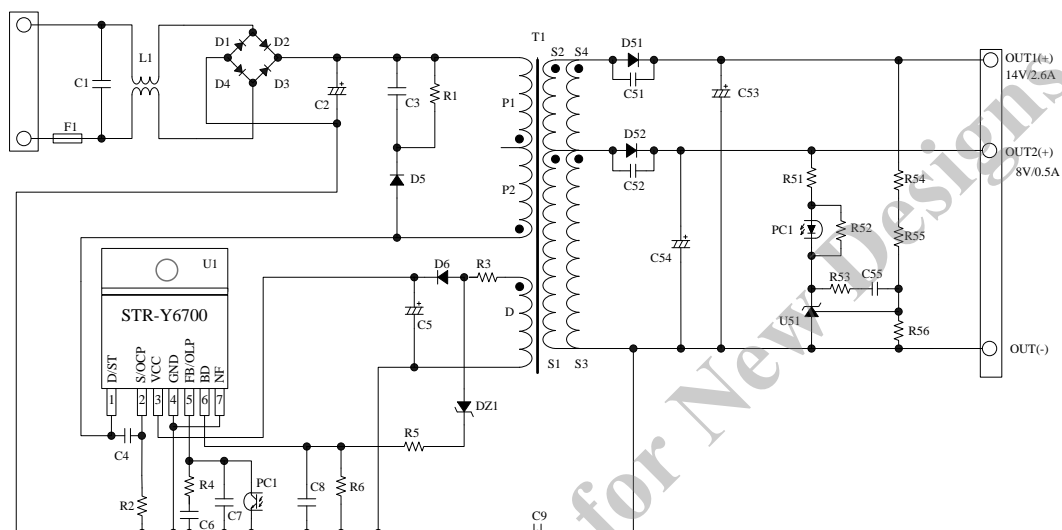 T1
D1
D2
D4
D3
L1
C1
F1
C2
C3
R1
D5
P1
P2
S2
S4
D51
C51
C53
D52
C52
OUT1(+)
14V/2.6A
OUT2(+)
8V/0.5A
R51
R54
PC1
R52
R55
C54
R53
C55
U51
R56
OUT(-)
S1
S3
U1
STR-Y6700
D/ST
S/OCP
VCC
GND
FB/OLP
BD
NF
1
2
3
4
5
6
7
D6
R3
C5
D
DZ1
R5
C4
R2
R4
C6
C7
PC1
C8
R6
C9
for New Designs